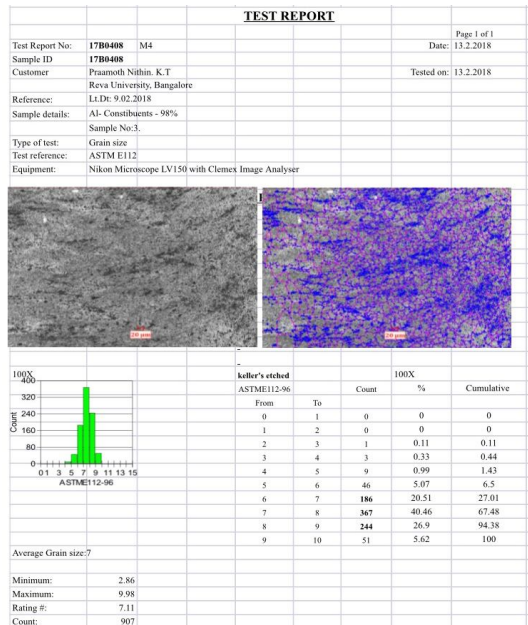 TEST REPORT
Page 1 of 1
Test Report No: 17B0408 M4 Date: 13.2.2018
Sample ID 17B0408
Customer Praamoth Nithin. K.T Tested on: 13.2.2018
Reva University, Bangalore
Reference: Lt.Dt: 9.02.2018
Sample details: Al- Constibuents - 98%
Sample No:3.
Type of test: Grain size
Test reference: ASTM E112
Equipment: Nikon Microscope LV150 with Clemex Image Analyser
20 µm 20 µm
100X
400
320
240
160
80
0
Count
01 3 5 7 9 11 13 15
ASTME112-96
keller's etched 100X
ASTME112-96 Count % Cumulative
From To
0 1 0 0 0
1 2 0 0 0
2 3 1 0.11 0.11
3 4 3 0.33 0.44
4 5 9 0.99 1.43
5 6 46 5.07 6.5
6 7 186 20.51 27.01
7 8 367 40.46 67.48
8 9 244 26.9 94.38
9 10 51 5.62 100
Average Grain size:7
Minimum: 2.86
Maximum: 9.98
Rating #: 7.11
Count: 907